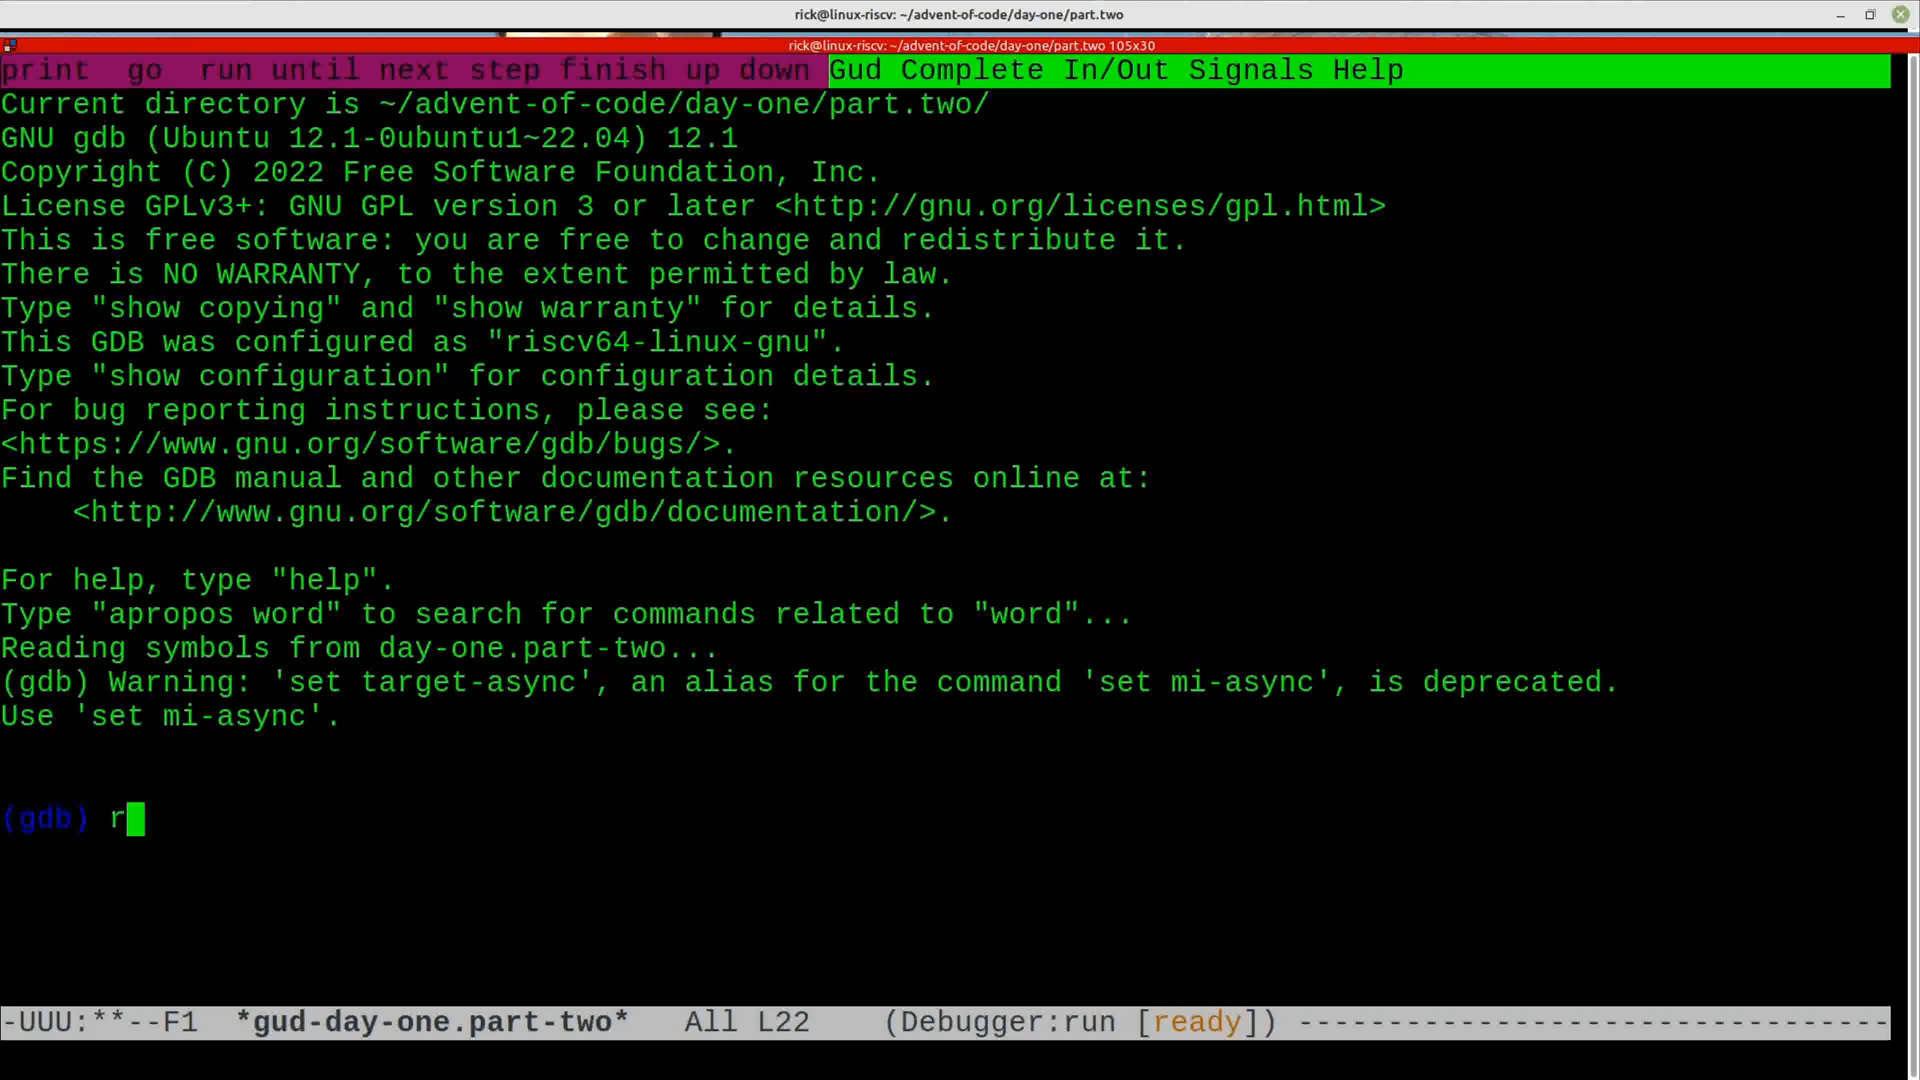 rick@linux-riscv: ~/advent-of-code/day-one/part.two
rick@linux-riscv: ~/advent-of-code/day-one/part.two 105x30
print go run until next step finish up down Gud Complete In/Out Signals Help
Current directory is ~/advent-of-code/day-one/part.two/
GNU gdb (Ubuntu 12.1-0ubuntu1~22.04) 12.1
Copyright (C) 2022 Free Software Foundation, Inc.
License GPLv3+: GNU GPL version 3 or later <http://gnu.org/licenses/gpl.html>
This is free software: you are free to change and redistribute it.
There is NO WARRANTY, to the extent permitted by law.
Type "show copying" and "show warranty" for details.
This GDB was configured as "riscv64-linux-gnu".
Type "show configuration" for configuration details.
For bug reporting instructions, please see:
<https://www.gnu.org/software/gdb/bugs/>.
Find the GDB manual and other documentation resources online at:
    <http://www.gnu.org/software/gdb/documentation/>.
For help, type "help".
Type "apropos word" to search for commands related to "word"...
Reading symbols from day-one.part-two...
(gdb) Warning: 'set target-async', an alias for the command 'set mi-async', is deprecated.
Use 'set mi-async'.
(gdb) r
-UUU:**--F1  *gud-day-one.part-two*   All L22    (Debugger:run [ready]) ---------------------------------